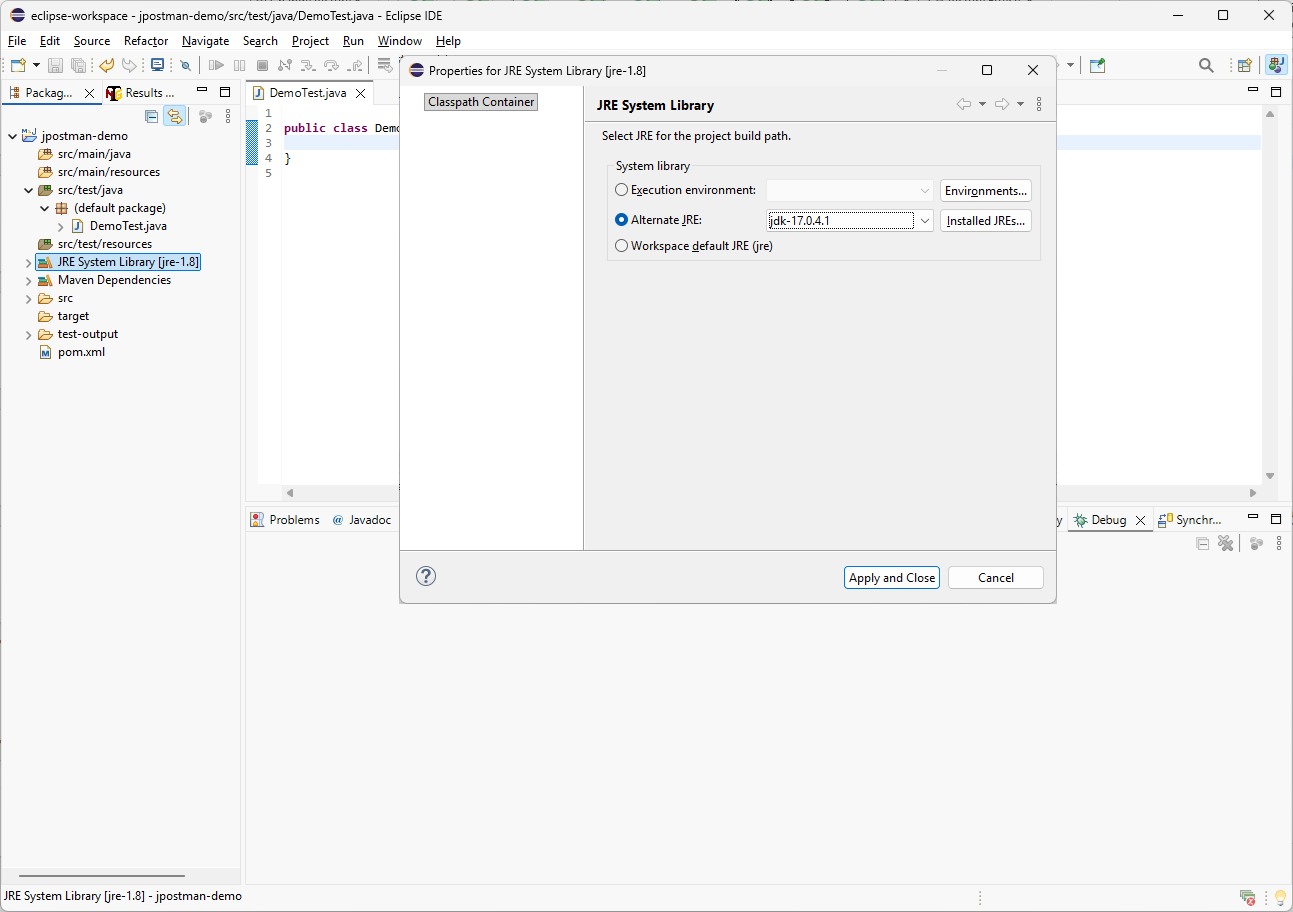 eclipse-workspace - jpostman-demo/src/test/java/DemoTest.java - Eclipse IDE
File Edit Source Refactor Navigate Search Project Run Window Help
Packag...
Results ...
jpostman-demo
src/main/java
src/main/resources
src/test/java
(default package)
DemoTest.java
src/test/resources
JRE System Library [jre-1.8]
Maven Dependencies
src
target
test-output
pom.xml
DemoTest.java
1
2 public class Demo
3
4 }
5
Properties for JRE System Library [jre-1.8]
Classpath Container
JRE System Library
Select JRE for the project build path.
System library
Execution environment: Environments...
Alternate JRE: jdk-17.0.4.1 Installed JREs...
Workspace default JRE (jre)
Apply and Close Cancel
Problems @ Javadoc y Debug Synchr...
JRE System Library [jre-1.8] - jpostman-demo